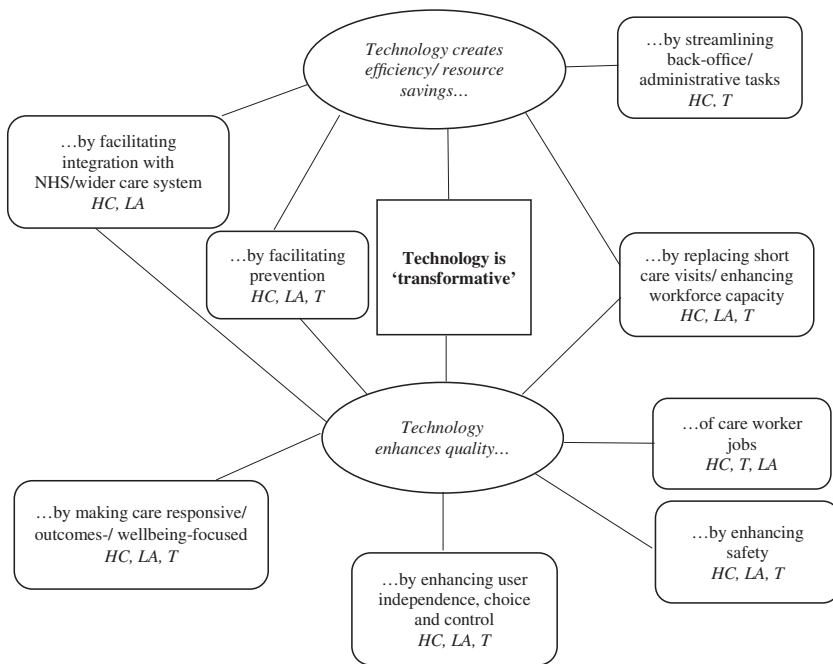 Technology creates
efficiency/ resource
savings…
…by streamlining
back-office/
administrative tasks
HC, T
…by facilitating
integration with
NHS/wider care system
HC, LA
…by facilitating
prevention
HC, LA, T
Technology is
‘transformative’
…by replacing short
care visits/ enhancing
workforce capacity
HC, LA, T
Technology
enhances quality…
…of care worker
jobs
HC, T, LA
…by making care responsive/
outcomes-/ wellbeing-focused
HC, LA, T
…by enhancing user
independence, choice
and control
HC, LA, T
…by enhancing
safety
HC, LA, T